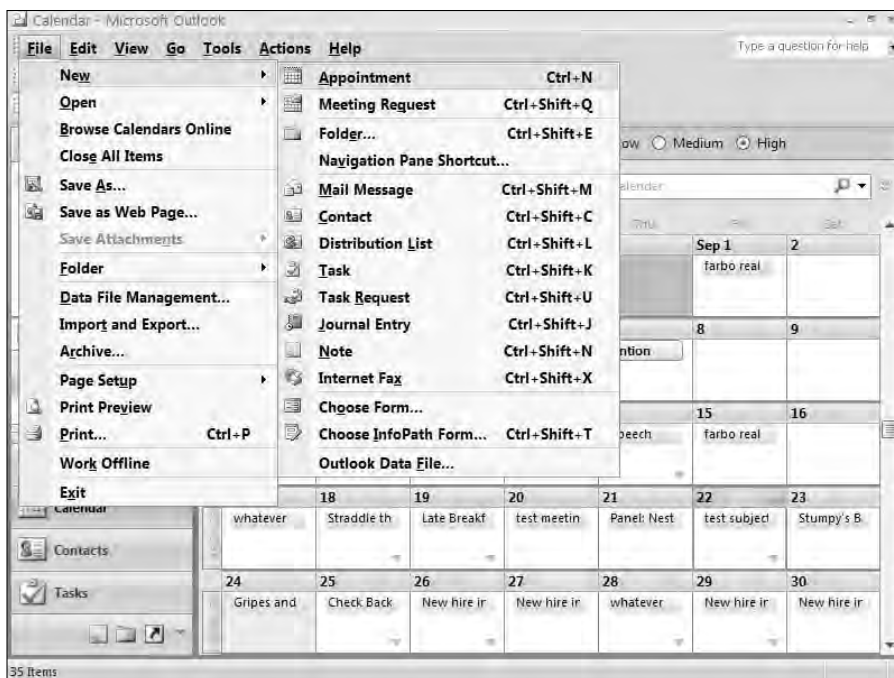 Calendar - Microsoft Outlook
File Edit View Go Tools Actions Help
Type a question for help
New
Open
Browse Calendars Online
Close All Items
Save As...
Save as Web Page...
Save Attachments
Folder
Data File Management...
Import and Export...
Archive...
Page Setup
Print Preview
Print... Ctrl+P
Work Offline
Exit
Appointment Ctrl+N
Meeting Request Ctrl+Shift+Q
Folder... Ctrl+Shift+E
Navigation Pane Shortcut...
Mail Message Ctrl+Shift+M
Contact Ctrl+Shift+C
Distribution List Ctrl+Shift+L
Task Ctrl+Shift+K
Task Request Ctrl+Shift+U
Journal Entry Ctrl+Shift+J
Note Ctrl+Shift+N
Internet Fax Ctrl+Shift+X
Choose Form...
Choose InfoPath Form... Ctrl+Shift+T
Outlook Data File...
ow Medium High
alendar
Thu Fri Sat
Sep 1 2
farbo real
8 9
ntion
15 16
peech farbo real
18 19 20 21 22 23
whatever Straddle th Late Breakf test meetin Panel: Nest test subject Stumpy's B
24 25 26 27 28 29 30
Gripes and Check Back New hire ir New hire ir whatever New hire ir New hire ir
Calendar
Contacts
Tasks
35 Items